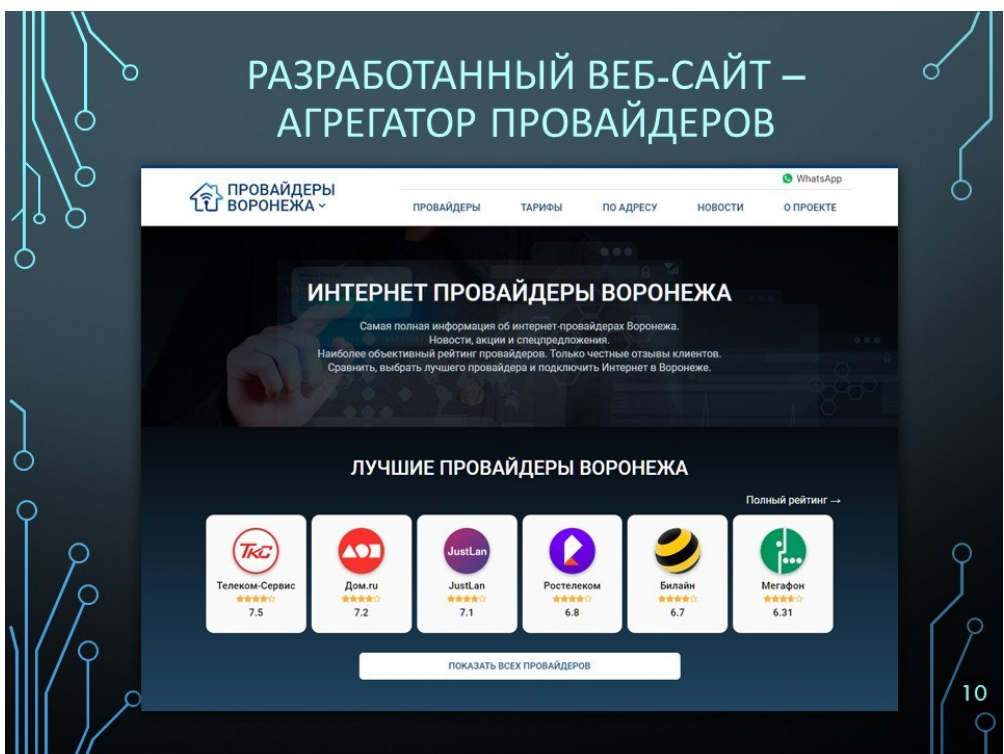 РАЗРАБОТАННЫЙ ВЕБ-САЙТ –
АГРЕГАТОР ПРОВАЙДЕРОВ
WhatsApp
ПРОВАЙДЕРЫ
ВОРОНЕЖА
ПРОВАЙДЕРЫ ТАРИФЫ ПО АДРЕСУ НОВОСТИ О ПРОЕКТЕ
ИНТЕРНЕТ ПРОВАЙДЕРЫ ВОРОНЕЖА
Самая полная информация об интернет-провайдерах Воронежа.
Новости, акции и спецпредложения.
Наиболее объективный рейтинг провайдеров. Только честные отзывы клиентов.
Сравнить, выбрать лучшего провайдера и подключить Интернет в Воронеже.
ЛУЧШИЕ ПРОВАЙДЕРЫ ВОРОНЕЖА
Полный рейтинг →
ТКС JustLan
Телеком-Сервис Дом.ru JustLan Ростелеком Билайн Мегафон
7.5 7.2 7.1 6.8 6.7 6.31
ПОКАЗАТЬ ВСЕХ ПРОВАЙДЕРОВ
10